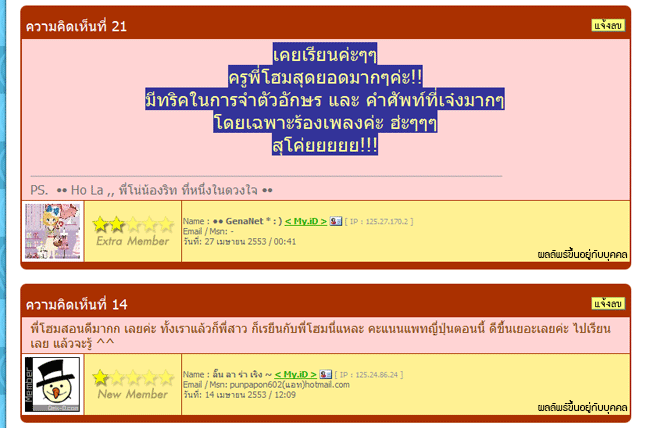 ความคิดเห็นที่ 21
แจ้งลบ
เคยเรียนค่ะๆๆ
ครูพี่โฮมสุดยอดมากๆค่ะ!!
มีทริคในการจำตัวอักษร และ คำศัพท์ที่เจ๋งมากๆ
โดยเฉพาะร้องเพลงค่ะ ฮ่ะๆๆๆ
สุโค่ยยยยย!!!
PS. •• Ho La ,, พี่โน่น้องริท ที่หนึ่งในดวงใจ ••
Extra Member
Name : •• GenaNet * : ) < My.iD > [ IP : 125.27.170.2 ]
Email / Msn: -
วันที่: 27 เมษายน 2553 / 00:41
ผลลัพธ์ขึ้นอยู่กับบุคคล
ความคิดเห็นที่ 14
แจ้งลบ
พี่โฮมสอนดีมากก เลยค่ะ ทั้งเราแล้วก็พี่สาว ก็เรยีนกับพี่โฮมนี่แหละ คะแนนแพทญี่ปุ่นตอนนี้ ดีขึ้นเยอะเลยค่ะ ไปเรียน
เลย แล้วจะรู้ ^^
Member
Dek-D.com
New Member
Name : ลิ้น ลา ร่า เริง ~ < My.iD > [ IP : 125.24.86.24 ]
Email / Msn: punpapon602(แอท)hotmail.com
วันที่: 14 เมษายน 2553 / 12:09
ผลลัพธ์ขึ้นอยู่กับบุคคล